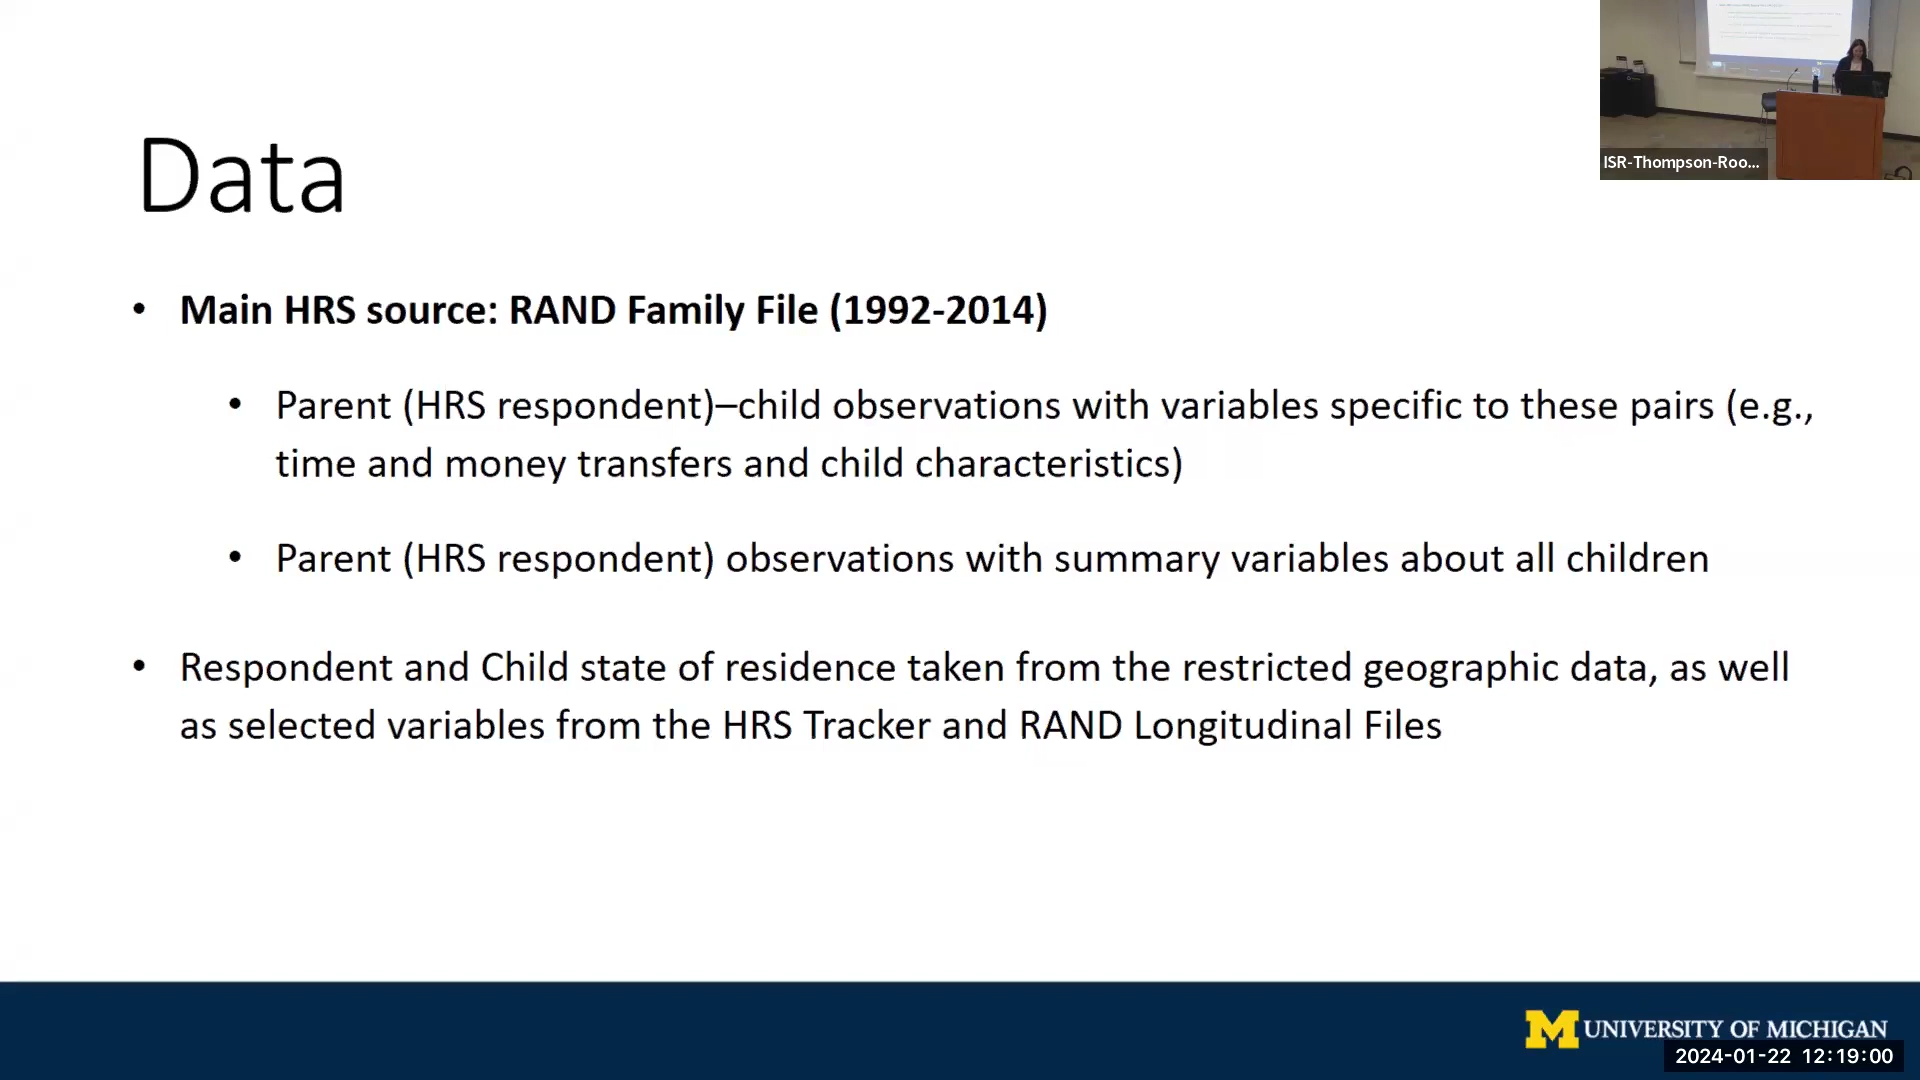 ISR-Thompson-Roo...
Data
• Main HRS source: RAND Family File (1992-2014)
• Parent (HRS respondent)–child observations with variables specific to these pairs (e.g.,
time and money transfers and child characteristics)
• Parent (HRS respondent) observations with summary variables about all children
• Respondent and Child state of residence taken from the restricted geographic data, as well
as selected variables from the HRS Tracker and RAND Longitudinal Files
M UNIVERSITY OF MICHIGAN
2024-01-22 12:19:00